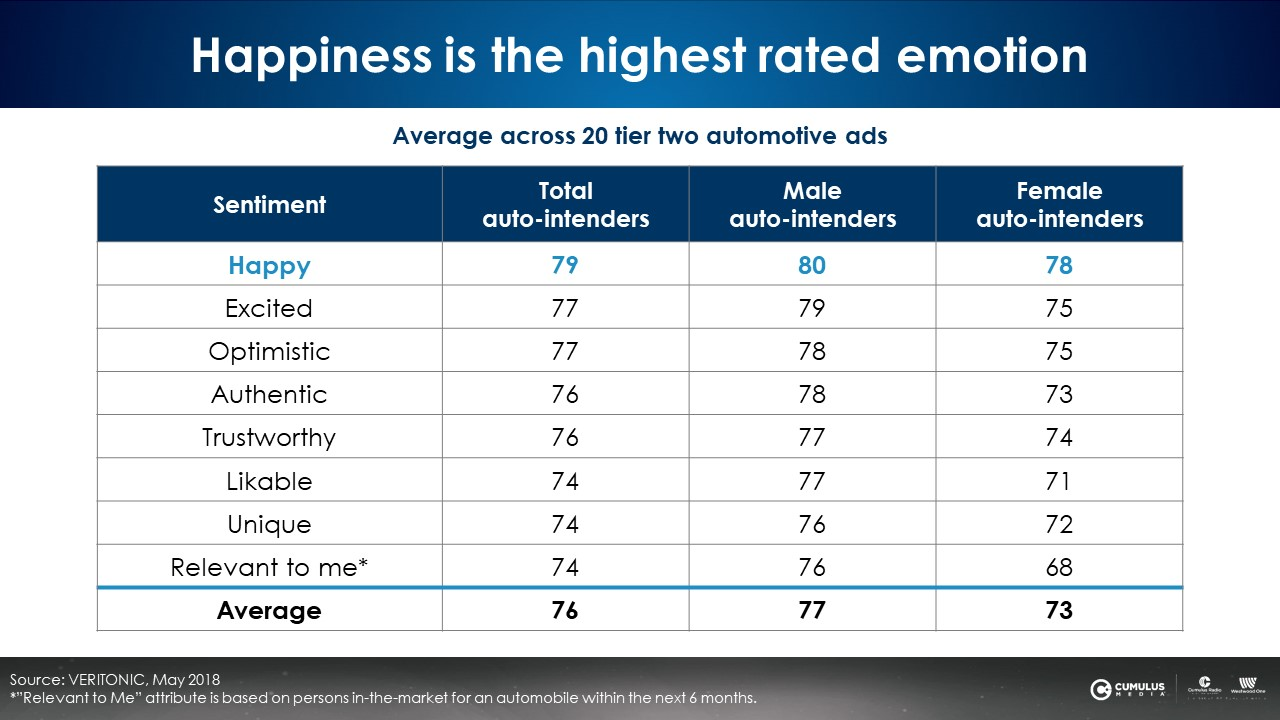 Happiness is the highest rated emotion
Average across 20 tier two automotive ads
Sentiment Total auto-intenders Male auto-intenders Female auto-intenders
Happy 79 80 78
Excited 77 79 75
Optimistic 77 78 75
Authentic 76 78 73
Trustworthy 76 77 74
Likable 74 77 71
Unique 74 76 72
Relevant to me* 74 76 68
Average 76 77 73
Source: VERITONIC, May 2018
*”Relevant to Me” attribute is based on persons in-the-market for an automobile within the next 6 months.
CUMULUS
MEDIA
Cumulus Radio
Westwood One